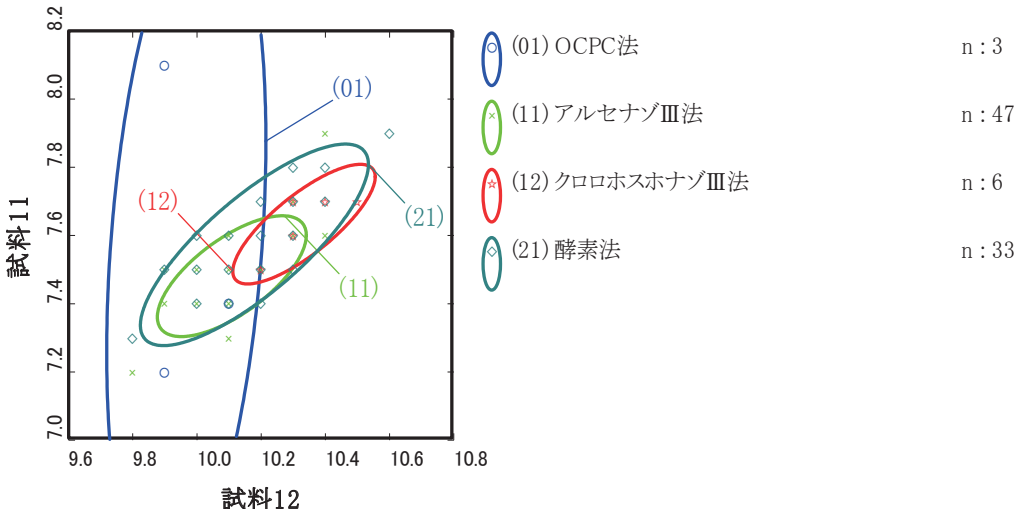 8.2
8.0
7.8
7.6
7.4
7.2
7.0
試料11
9.6 9.8 10.0 10.2 10.4 10.6 10.8
試料12
(01)
(12)
(21)
(11)
(01) OCPC法 n : 3
(11) アルセナゾⅢ法 n : 47
(12) クロロホスホナゾⅢ法 n : 6
(21) 酵素法 n : 33